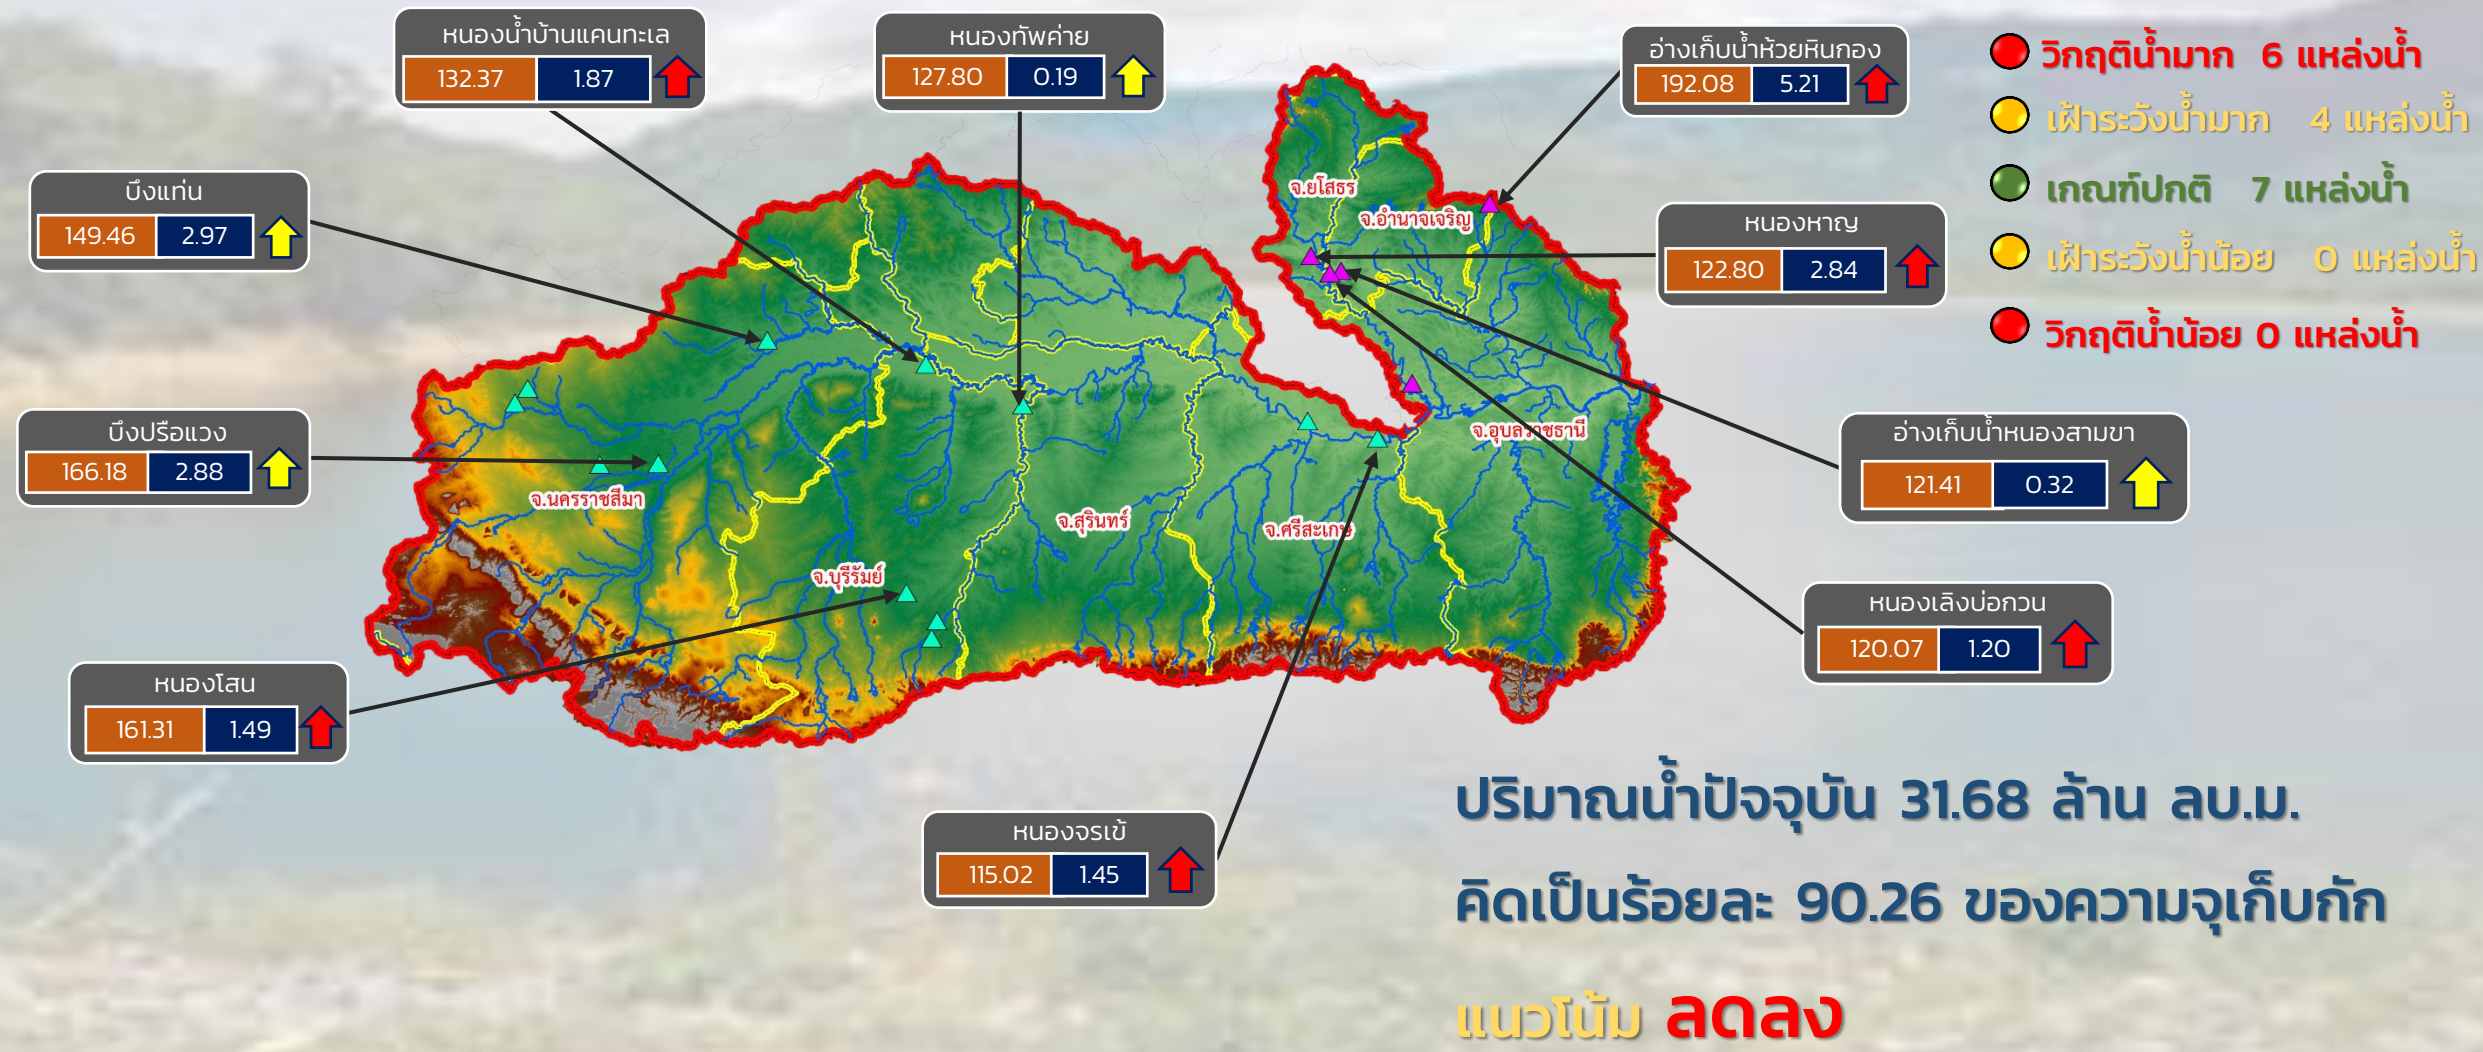 หนองน้ำบ้านแคนทะเล
132.37 1.87
หนองทัพค่าย
127.80 0.19
อ่างเก็บน้ำห้วยหินกอง
192.08 5.21
วิกฤติน้ำมาก 6 แหล่งน้ำ
เฝ้าระวังน้ำมาก 4 แหล่งน้ำ
เกณฑ์ปกติ 7 แหล่งน้ำ
เฝ้าระวังน้ำน้อย 0 แหล่งน้ำ
วิกฤติน้ำน้อย 0 แหล่งน้ำ
บึงแท่น
149.46 2.97
จ.ยโสธร
จ.อำนาจเจริญ
หนองหาญ
122.80 2.84
บึงปรือแวง
166.18 2.88
จ.นครราชสีมา
จ.สุรินทร์
จ.ศรีสะเกษ
จ.อุบลราชธานี
จ.บุรีรัมย์
อ่างเก็บน้ำหนองสามขา
121.41 0.32
หนองเลิงบ่อกวน
120.07 1.20
หนองโสน
161.31 1.49
หนองจรเข้
115.02 1.45
ปริมาณน้ำปัจจุบัน 31.68 ล้าน ลบ.ม.
คิดเป็นร้อยละ 90.26 ของความจุเก็บกัก
แนวโน้ม ลดลง